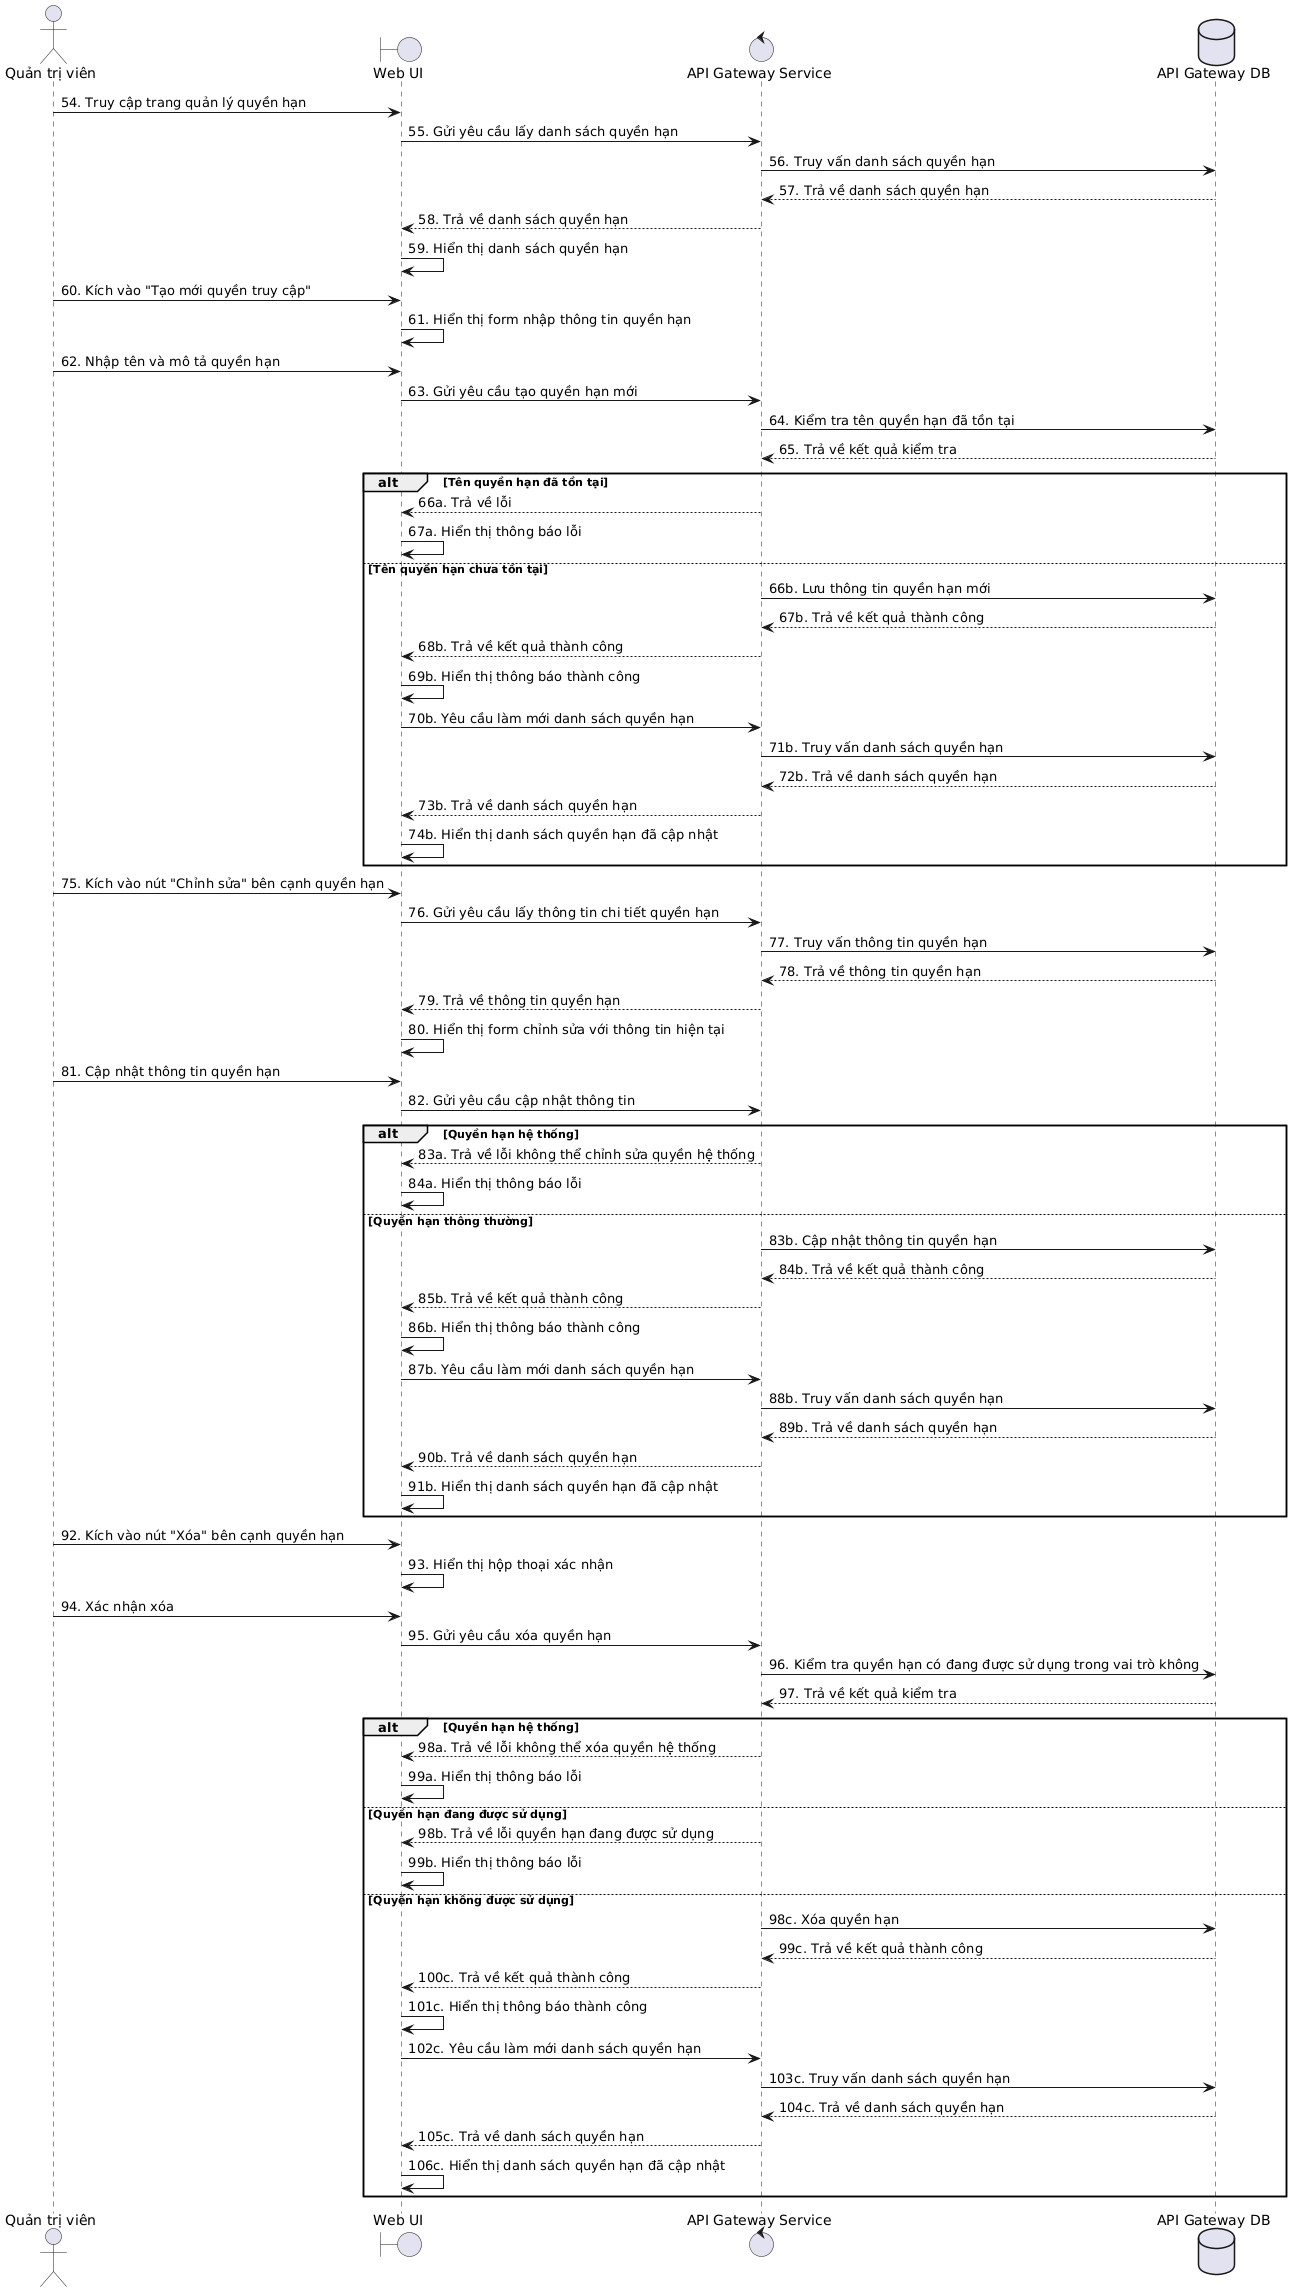 Quản trị viên
Web UI
API Gateway Service
API Gateway DB
54. Truy cập trang quản lý quyền hạn
55. Gửi yêu cầu lấy danh sách quyền hạn
56. Truy vấn danh sách quyền hạn
57. Trả về danh sách quyền hạn
58. Trả về danh sách quyền hạn
59. Hiển thị danh sách quyền hạn
60. Kích vào "Tạo mới quyền truy cập"
61. Hiển thị form nhập thông tin quyền hạn
62. Nhập tên và mô tả quyền hạn
63. Gửi yêu cầu tạo quyền hạn mới
64. Kiểm tra tên quyền hạn đã tồn tại
65. Trả về kết quả kiểm tra
alt [Tên quyền hạn đã tồn tại]
66a. Trả về lỗi
67a. Hiển thị thông báo lỗi
[Tên quyền hạn chưa tồn tại]
66b. Lưu thông tin quyền hạn mới
67b. Trả về kết quả thành công
68b. Trả về kết quả thành công
69b. Hiển thị thông báo thành công
70b. Yêu cầu làm mới danh sách quyền hạn
71b. Truy vấn danh sách quyền hạn
72b. Trả về danh sách quyền hạn
73b. Trả về danh sách quyền hạn
74b. Hiển thị danh sách quyền hạn đã cập nhật
75. Kích vào nút "Chỉnh sửa" bên cạnh quyền hạn
76. Gửi yêu cầu lấy thông tin chi tiết quyền hạn
77. Truy vấn thông tin quyền hạn
78. Trả về thông tin quyền hạn
79. Trả về thông tin quyền hạn
80. Hiển thị form chỉnh sửa với thông tin hiện tại
81. Cập nhật thông tin quyền hạn
82. Gửi yêu cầu cập nhật thông tin
alt [Quyền hạn hệ thống]
83a. Trả về lỗi không thể chỉnh sửa quyền hệ thống
84a. Hiển thị thông báo lỗi
[Quyền hạn thông thường]
83b. Cập nhật thông tin quyền hạn
84b. Trả về kết quả thành công
85b. Trả về kết quả thành công
86b. Hiển thị thông báo thành công
87b. Yêu cầu làm mới danh sách quyền hạn
88b. Truy vấn danh sách quyền hạn
89b. Trả về danh sách quyền hạn
90b. Trả về danh sách quyền hạn
91b. Hiển thị danh sách quyền hạn đã cập nhật
92. Kích vào nút "Xóa" bên cạnh quyền hạn
93. Hiển thị hộp thoại xác nhận
94. Xác nhận xóa
95. Gửi yêu cầu xóa quyền hạn
96. Kiểm tra quyền hạn có đang được sử dụng trong vai trò không
97. Trả về kết quả kiểm tra
alt [Quyền hạn hệ thống]
98a. Trả về lỗi không thể xóa quyền hệ thống
99a. Hiển thị thông báo lỗi
[Quyền hạn đang được sử dụng]
98b. Trả về lỗi quyền hạn đang được sử dụng
99b. Hiển thị thông báo lỗi
[Quyền hạn không được sử dụng]
98c. Xóa quyền hạn
99c. Trả về kết quả thành công
100c. Trả về kết quả thành công
101c. Hiển thị thông báo thành công
102c. Yêu cầu làm mới danh sách quyền hạn
103c. Truy vấn danh sách quyền hạn
104c. Trả về danh sách quyền hạn
105c. Trả về danh sách quyền hạn
106c. Hiển thị danh sách quyền hạn đã cập nhật
Quản trị viên
Web UI
API Gateway Service
API Gateway DB